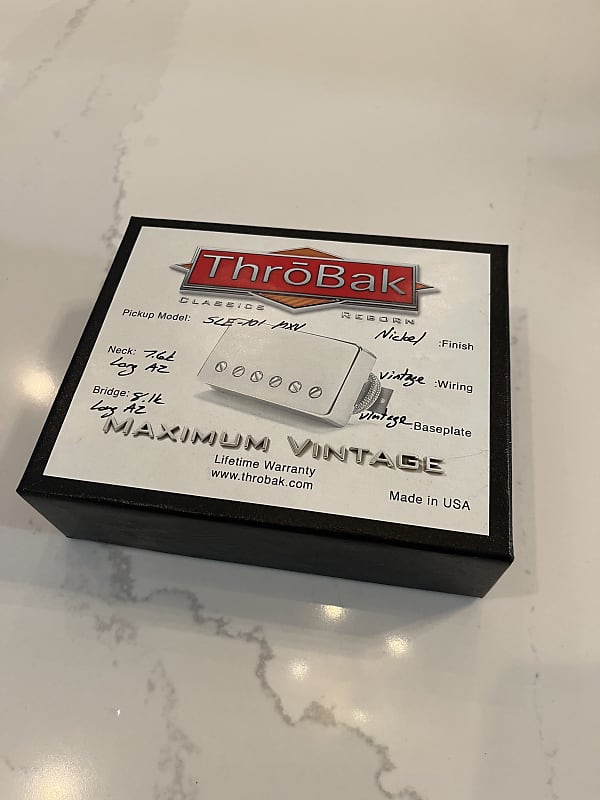 ThrōBak
CLASSICS REBORN
Pickup Model: SLE-101 MXV
Nickel :Finish
Neck: 7.6k
Long A2
Vintage :Wiring
Bridge: 8.1k
Long A2
Vintage :Baseplate
MAXIMUM VINTAGE
Lifetime Warranty
www.throbak.com
Made in USA